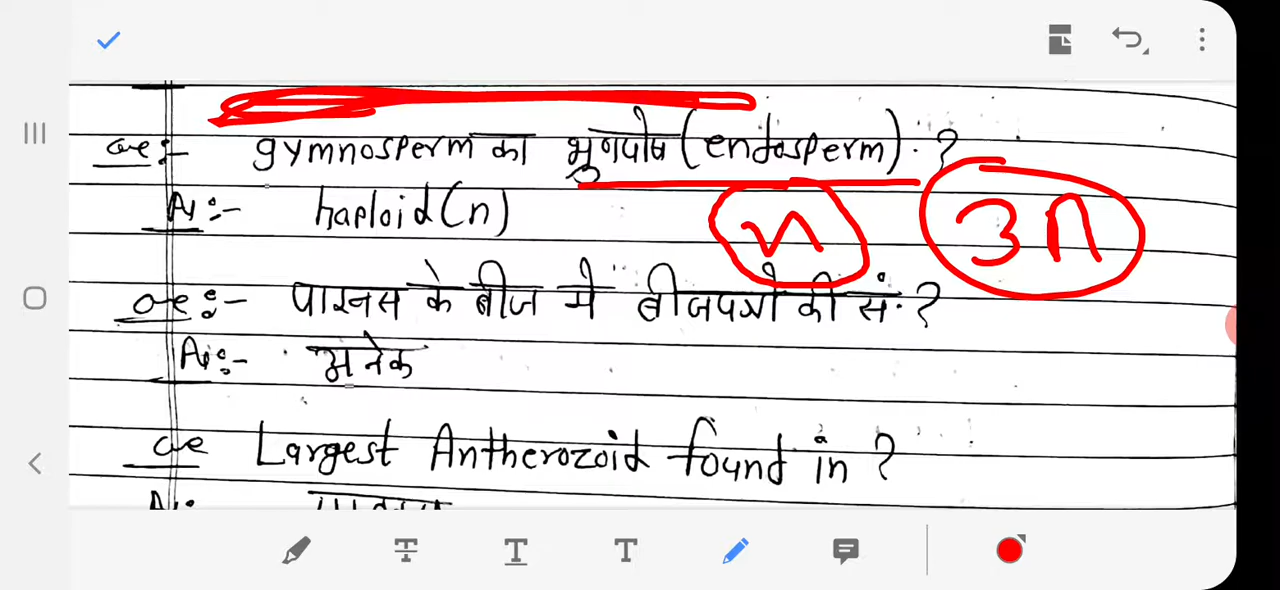 Que:- gymnosperm का भ्रुणपोष (endosperm). ?
A:- haploid(n)
n 3n
Que:- पाइनस के बीज में बीजपत्रो की सं. ?
A:- अनेक
Que Largest Antherozoid found in ?
A:-